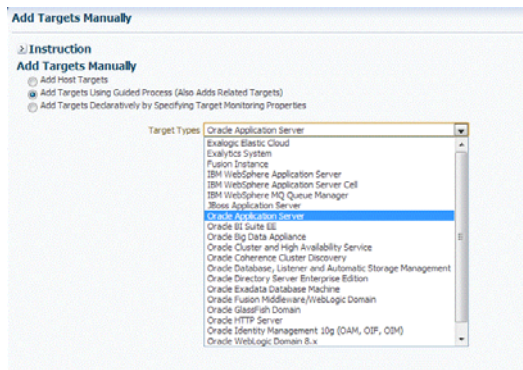 Add Targets Manually
Instruction
Add Targets Manually
Add Host Targets
Add Targets Using Guided Process (Also Adds Related Targets)
Add Targets Declaratively by Specifying Target Monitoring Properties
Target Types Oracle Application Server
Exalogic Elastic Cloud
Exalytics System
Fusion Instance
IBM WebSphere Application Server
IBM WebSphere Application Server Cell
IBM WebSphere MQ Queue Manager
JBoss Application Server
Oracle Application Server
Oracle BI Suite EE
Oracle Big Data Appliance
Oracle Cluster and High Availability Service
Oracle Coherence Cluster Discovery
Oracle Database, Listener and Automatic Storage Management
Oracle Directory Server Enterprise Edition
Oracle Exadata Database Machine
Oracle Fusion Middleware/WebLogic Domain
Oracle GlassFish Domain
Oracle HTTP Server
Oracle Identity Management 10g (OAM, OIF, OIM)
Oracle WebLogic Domain 8.x